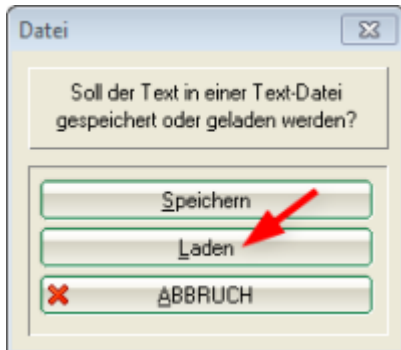 Datei
Soll der Text in einer Text-Datei
gespeichert oder geladen werden?
Speichern
Laden
ABBRUCH